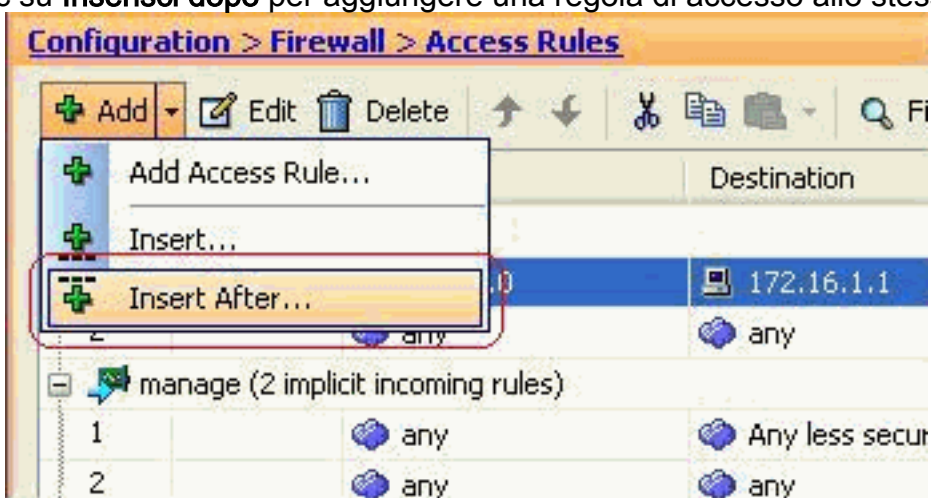 su Inserisci dopo per aggiungere una regola di accesso allo
Configuration > Firewall > Access Rules
Add Edit Delete
Destination
Add Access Rule...
Insert...
Insert After...
172.16.1.1
2 any any
manage (2 implicit incoming rules)
1 any Any less
2 any any